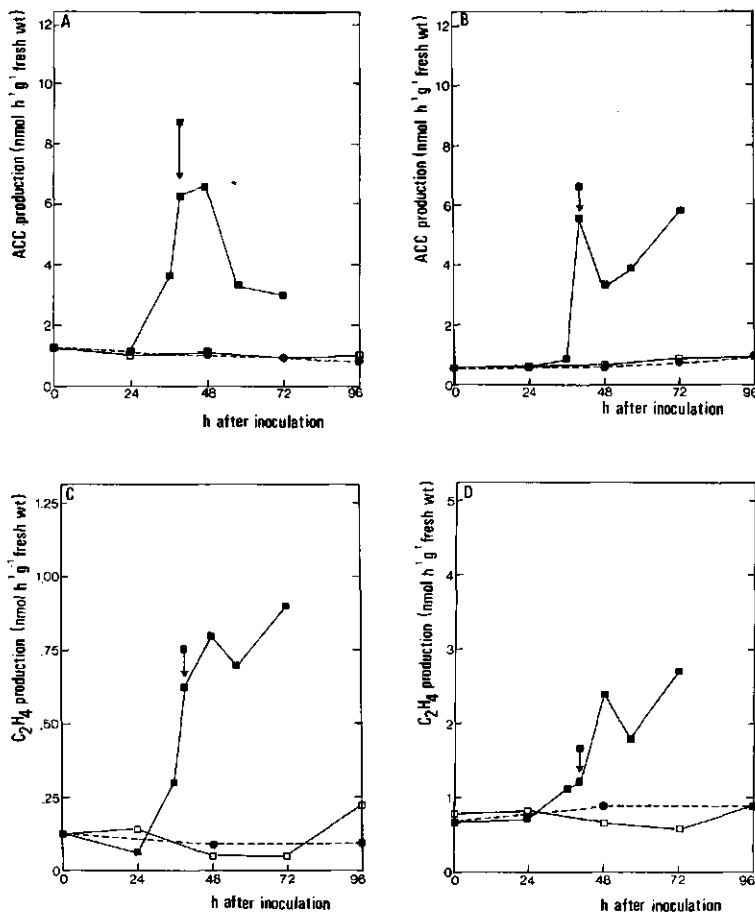 A
ACC production (nmol h⁻¹ g⁻¹ fresh wt)
12
10
8
6
4
2
0
0 24 48 72 96
h after inoculation
B
ACC production (nmol h⁻¹ g⁻¹ fresh wt)
12
10
8
6
4
2
0
0 24 48 72 96
h after inoculation
C
C₂H₄ production (nmol h⁻¹ g⁻¹ fresh wt)
1.25
1.00
.75
.50
.25
0
0 24 48 72 96
h after inoculation
D
C₂H₄ production (nmol h⁻¹ g⁻¹ fresh wt)
5
4
3
2
1
0
0 24 48 72 96
h after inoculation